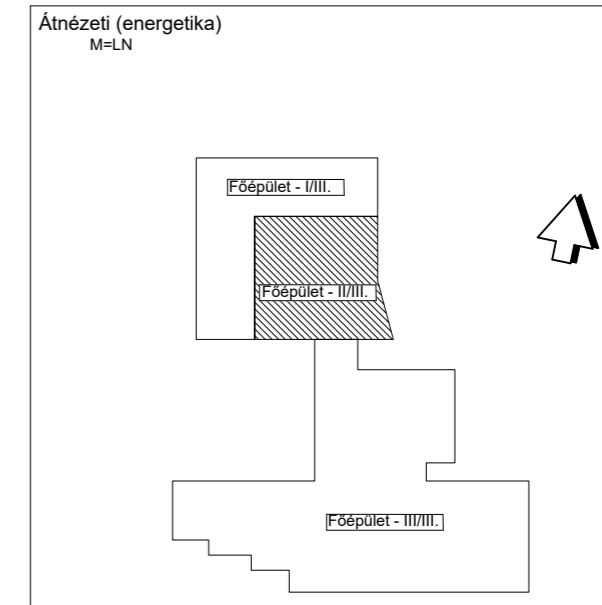 Átnézeti (energetika)
M=LN
Főépület - I/III.
Főépület - II/III.
Főépület - III/III.